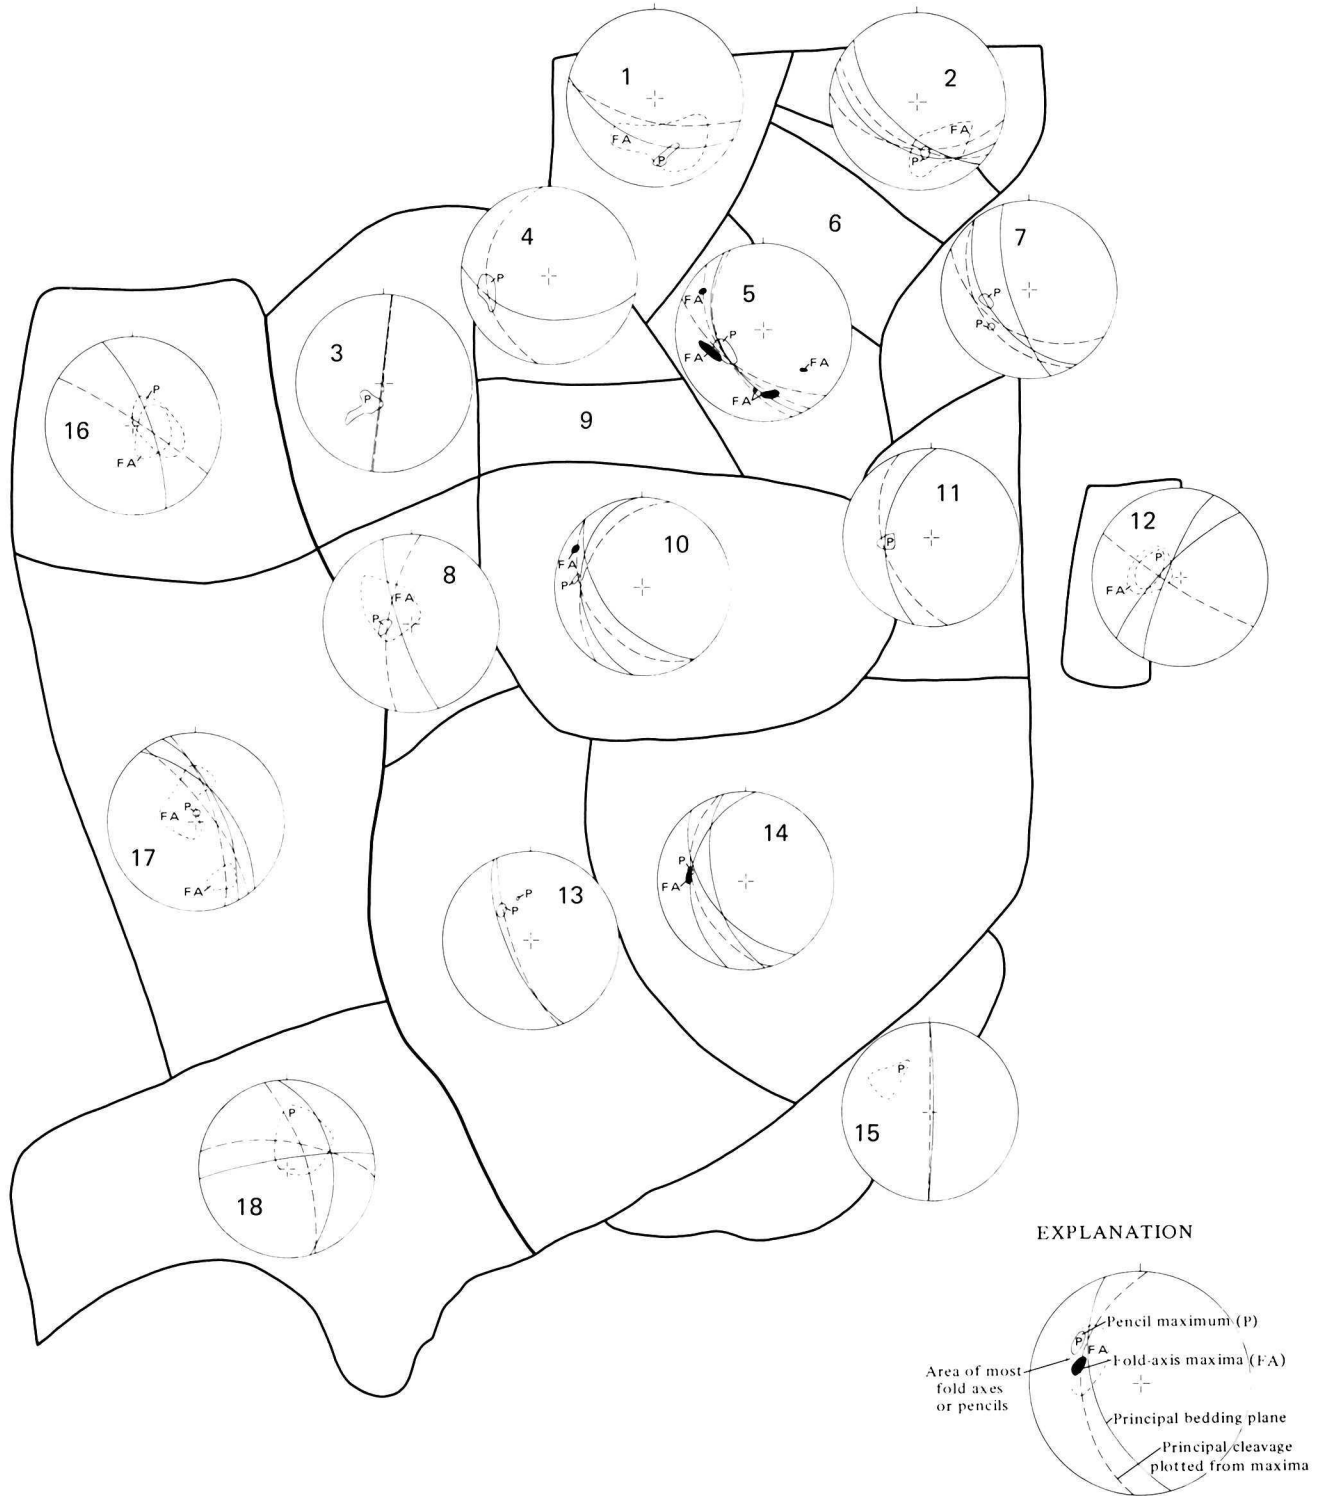 1
FA
P
2
FA
P
3
P
4
P
5
FA
P
FA
FA
FA
6
7
P
P
8
FA
P
9
10
FA
P
11
P
12
P
FA
13
P
P
14
P
FA
15
P
16
P
FA
17
P
FA
FA
18
P
EXPLANATION
Pencil maximum (P)
P
FA
Fold-axis maxima (FA)
Area of most
fold axes
or pencils
Principal bedding plane
Principal cleavage
plotted from maxima